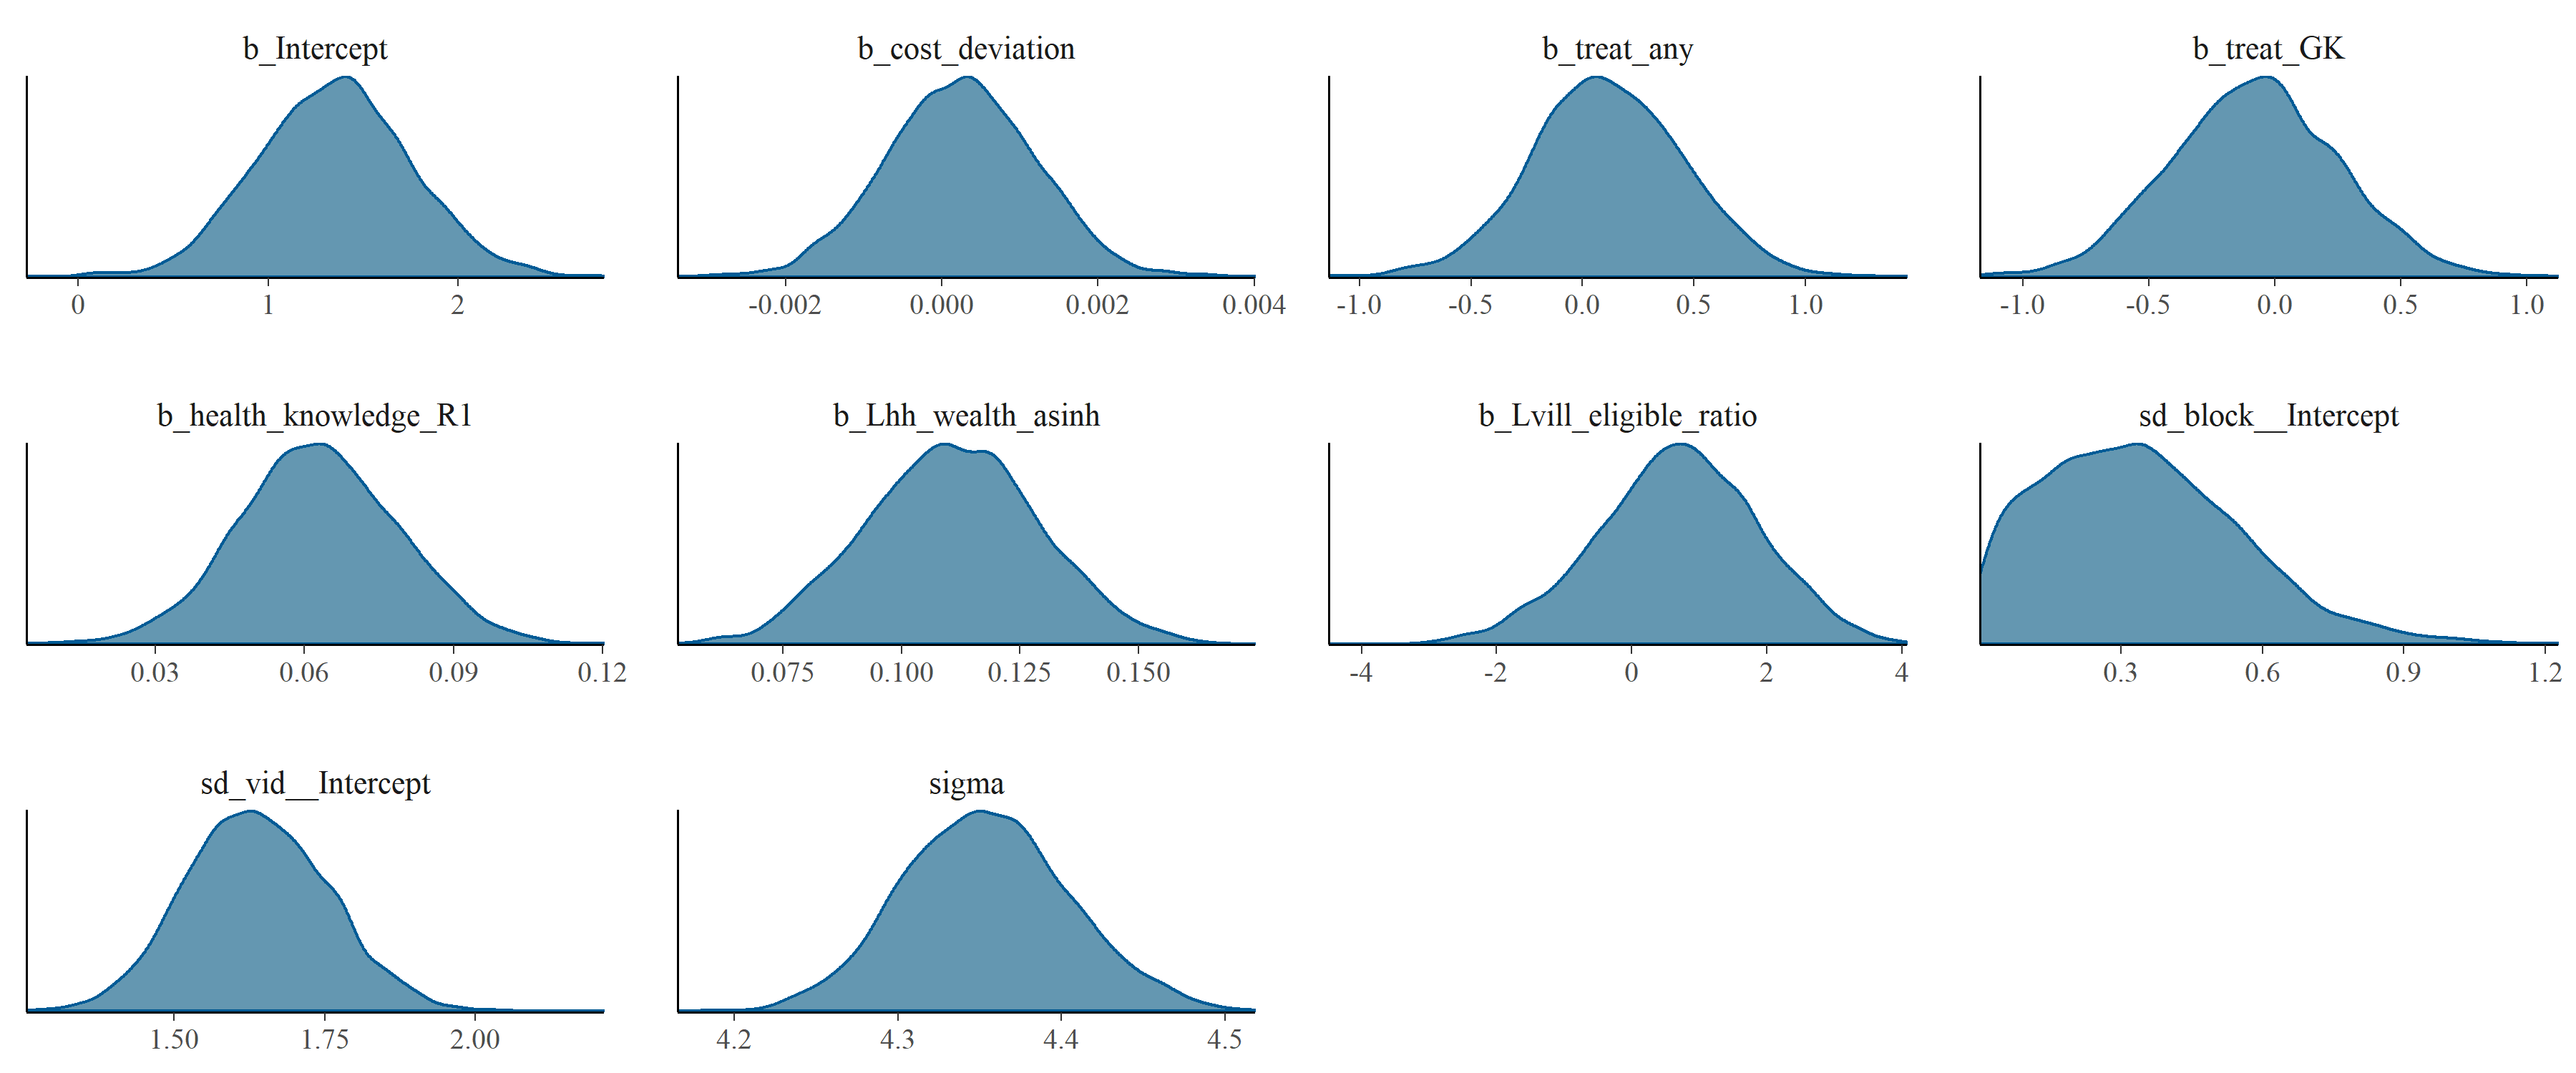 b_Intercept b_cost_deviation b_treat_any b_treat_GK
0 1 2 -0.002 0.000 0.002 0.004 -1.0 -0.5 0.0 0.5 1.0 -1.0 -0.5 0.0 0.5 1.0
b_health_knowledge_R1 b_Lhh_wealth_asinh b_Lvill_eligible_ratio sd_block__Intercept
0.03 0.06 0.09 0.12 0.075 0.100 0.125 0.150 -4 -2 0 2 4 0.3 0.6 0.9 1.2
sd_vid__Intercept sigma
1.50 1.75 2.00 4.2 4.3 4.4 4.5